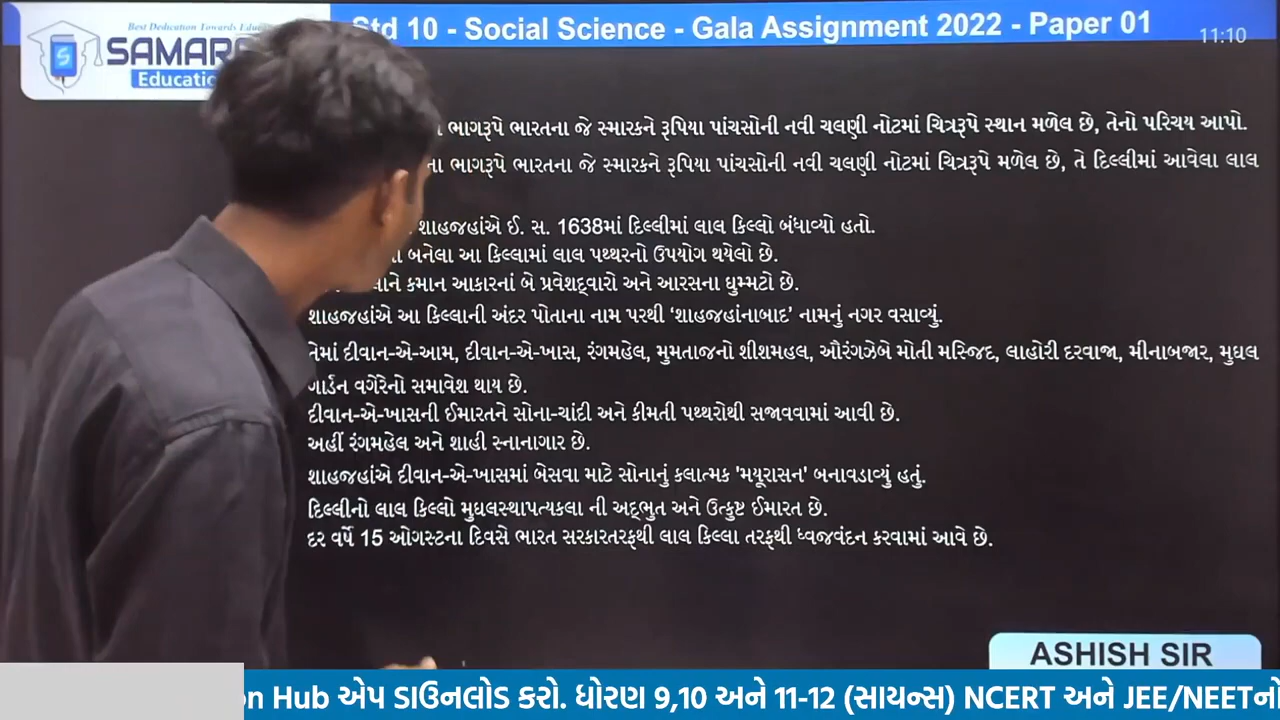 Std 10 - Social Science - Gala Assignment 2022 - Paper 01
11:10
Best Dedication Towards
SAMAR
S
ભાગરૂપે ભારતના જે સ્મારકને રૂપિયા પાંચસોની નવી ચલણી નોટમાં ચિત્રરૂપે સ્થાન મળેલ છે, તેનો પરિચય આપો.
ભાગરૂપે ભારતના જે સ્મારકને રૂપિયા પાંચસોની નવી ચલણી નોટમાં ચિત્રરૂપે મળેલ છે, તે દિલ્લીમાં આવેલા લાલ
શાહજહાંએ ઈ. સ. 1638માં દિલ્લીમાં લાલ કિલ્લો બંધાવ્યો હતો.
બનેલા આ કિલ્લામાં લાલ પથ્થરનો ઉપયોગ થયેલો છે.
કમાન આકારનાં બે પ્રવેશદ્વારો અને આરસના ઘુમ્મટો છે.
શાહજહાંએ આ કિલ્લાની અંદર પોતાના નામ પરથી ‘શાહજહાંનાબાદ’ નામનું નગર વસાવ્યું.
તેમાં દીવાન-એ-આમ, દીવાન-એ-ખાસ, રંગમહેલ, મુમતાજનો શીશમહલ, ઔરંગઝેબે મોતી મસ્જિદ, લાહોરી દરવાજા, મીનાબજાર, મુઘલ
ગાર્ડન વગેરેનો સમાવેશ થાય છે.
દીવાન-એ-ખાસની ઈમારતને સોના-ચાંદી અને કીમતી પથ્થરોથી સજાવવામાં આવી છે.
અહીં રંગમહેલ અને શાહી સ્નાનાગાર છે.
શાહજહાંએ દીવાન-એ-ખાસમાં બેસવા માટે સોનાનું કલાત્મક 'મયૂરાસન' બનાવડાવ્યું હતું.
દિલ્લીનો લાલ કિલ્લો મુઘલસ્થાપત્યકલા ની અદ્ભુત અને ઉત્કૃષ્ટ ઈમારત છે.
દર વર્ષે 15 ઓગસ્ટના દિવસે ભારત સરકારતરફથી લાલ કિલ્લા તરફથી ધ્વજવંદન કરવામાં આવે છે.
ASHISH SIR
on Hub એપ ડાઉનલોડ કરો. ધોરણ 9,10 અને 11-12 (સાયન્સ) NCERT અને JEE/NEETનો